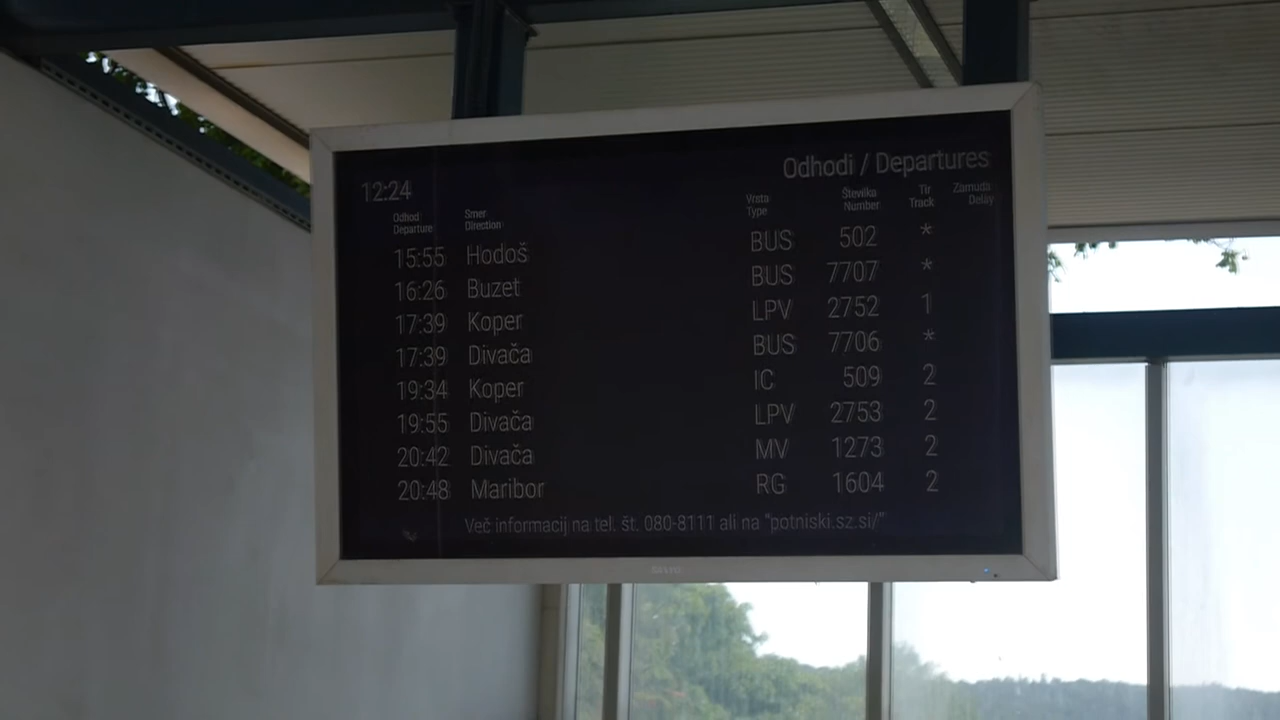 Odhodi / Departures
12:24
Odhod Smer Vrsta Številka Tir Zamuda
Departure Direction Type Number Track Delay
15:55 Hodoš BUS 502 *
16:26 Buzet BUS 7707 *
17:39 Koper LPV 2752 1
17:39 Divača BUS 7706 *
19:34 Koper IC 509 2
19:55 Divača LPV 2753 2
20:42 Divača MV 1273 2
20:48 Maribor RG 1604 2
Več informacij na tel. št. 080-8111 ali na "potniski.sz.si/"